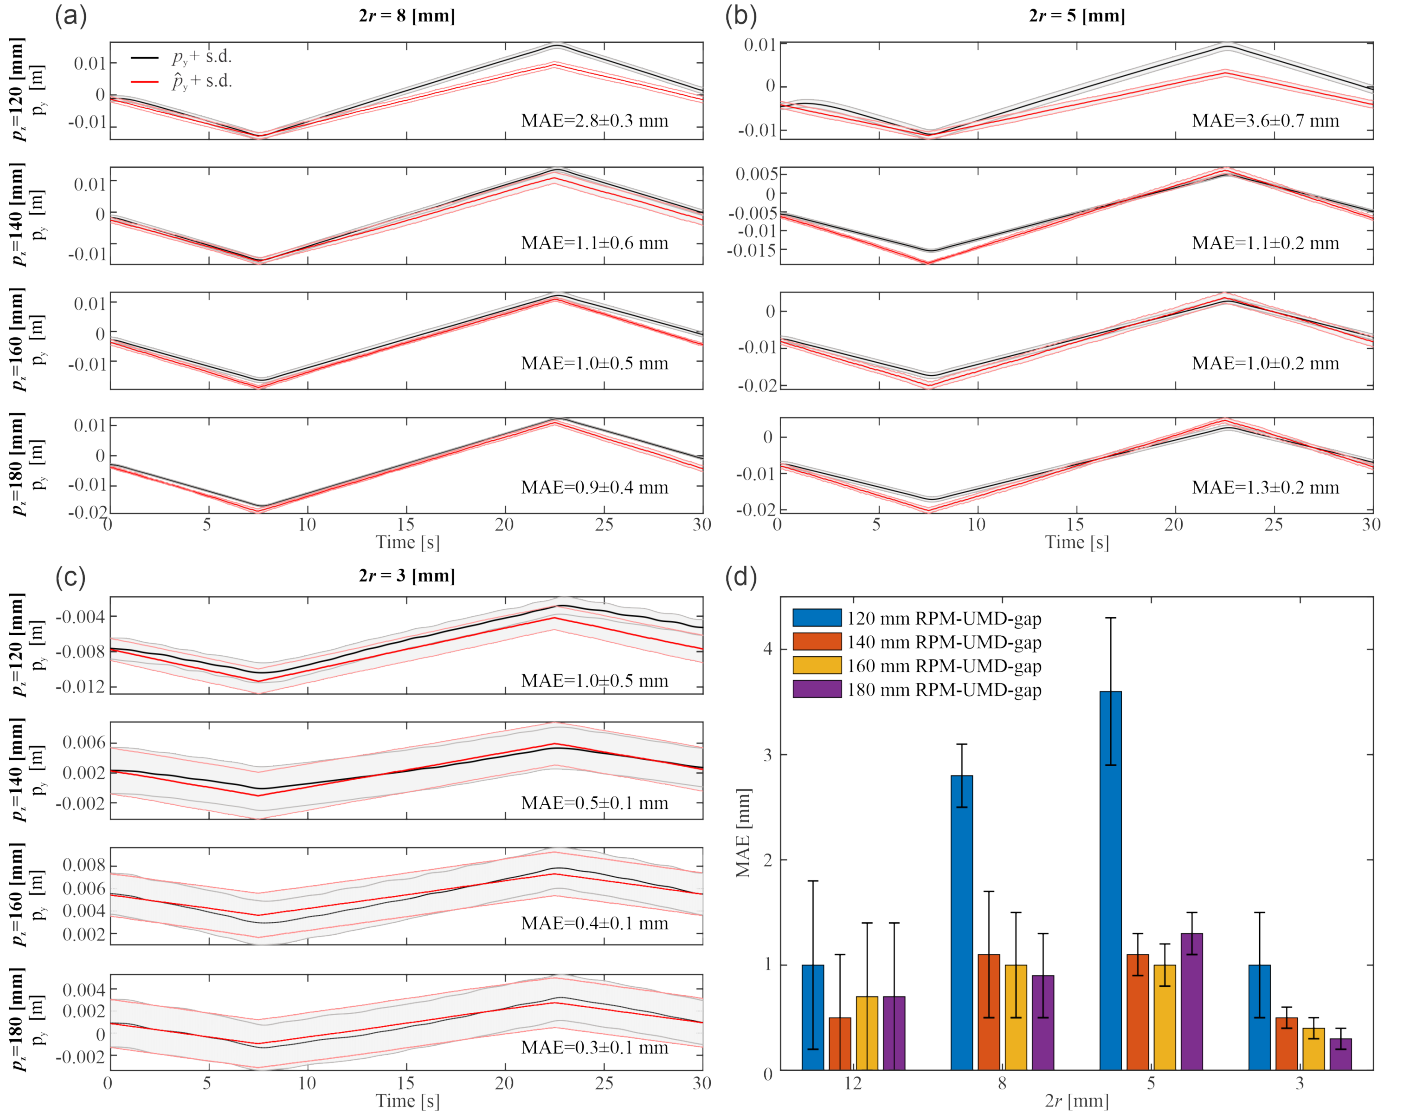 (a)
2r = 8 [mm]
p_y + s.d.
p̂_y + s.d.
p_z=120 [mm]
p_y [m]
0.01
0
-0.01
MAE=2.8±0.3 mm
p_z=140 [mm]
p_y [m]
0.01
0
-0.01
MAE=1.1±0.6 mm
p_z=160 [mm]
p_y [m]
0.01
0
-0.01
MAE=1.0±0.5 mm
p_z=180 [mm]
p_y [m]
0.01
0
-0.01
-0.02
MAE=0.9±0.4 mm
0 5 10 15 20 25 30
Time [s]
(b)
2r = 5 [mm]
0.01
0
-0.01
MAE=3.6±0.7 mm
0.005
0
-0.005
-0.01
-0.015
MAE=1.1±0.2 mm
0
-0.01
-0.02
MAE=1.0±0.2 mm
0
-0.01
-0.02
MAE=1.3±0.2 mm
0 5 10 15 20 25 30
Time [s]
(c)
2r = 3 [mm]
p_z=120 [mm]
p_y [m]
-0.004
-0.008
-0.012
MAE=1.0±0.5 mm
p_z=140 [mm]
p_y [m]
0.006
0.002
-0.002
MAE=0.5±0.1 mm
p_z=160 [mm]
p_y [m]
0.008
0.006
0.004
0.002
MAE=0.4±0.1 mm
p_z=180 [mm]
p_y [m]
0.004
0.002
0
-0.002
MAE=0.3±0.1 mm
0 5 10 15 20 25 30
Time [s]
(d)
120 mm RPM-UMD-gap
140 mm RPM-UMD-gap
160 mm RPM-UMD-gap
180 mm RPM-UMD-gap
MAE [mm]
4
3
2
1
0
12 8 5 3
2r [mm]